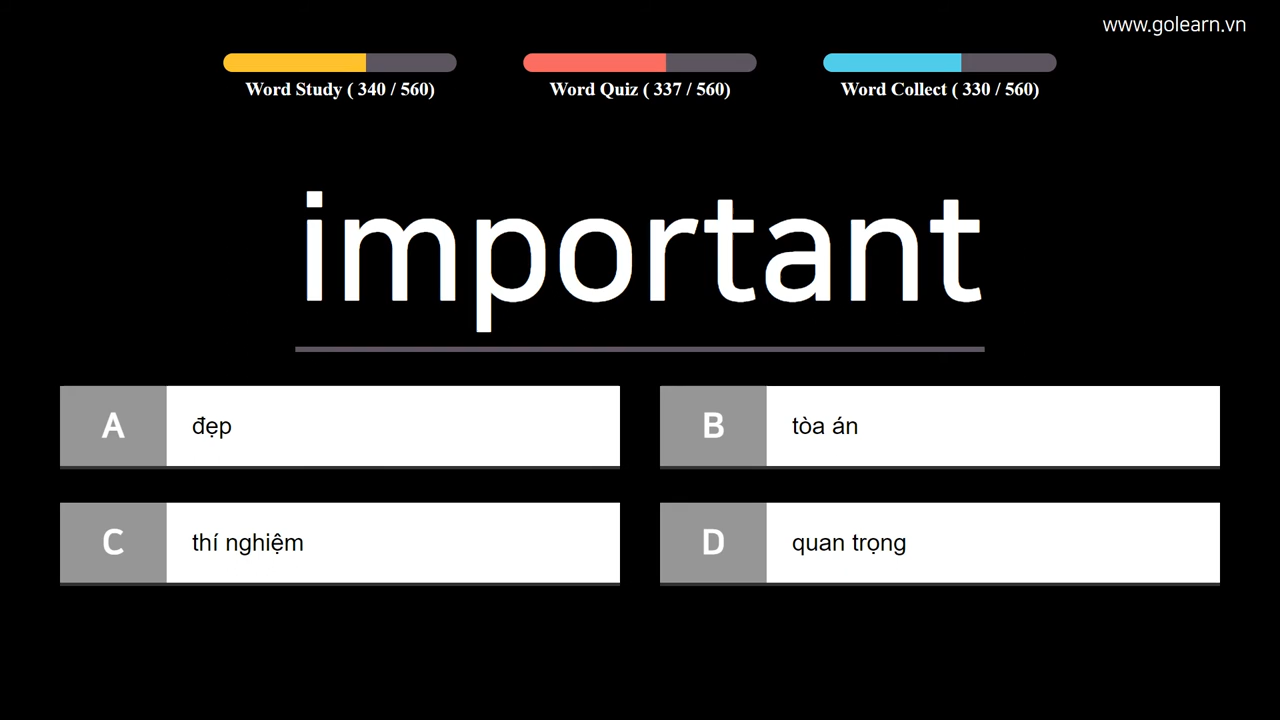 www.golearn.vn
Word Study ( 340 / 560)
Word Quiz ( 337 / 560)
Word Collect ( 330 / 560)
important
A đẹp
B tòa án
C thí nghiệm
D quan trọng